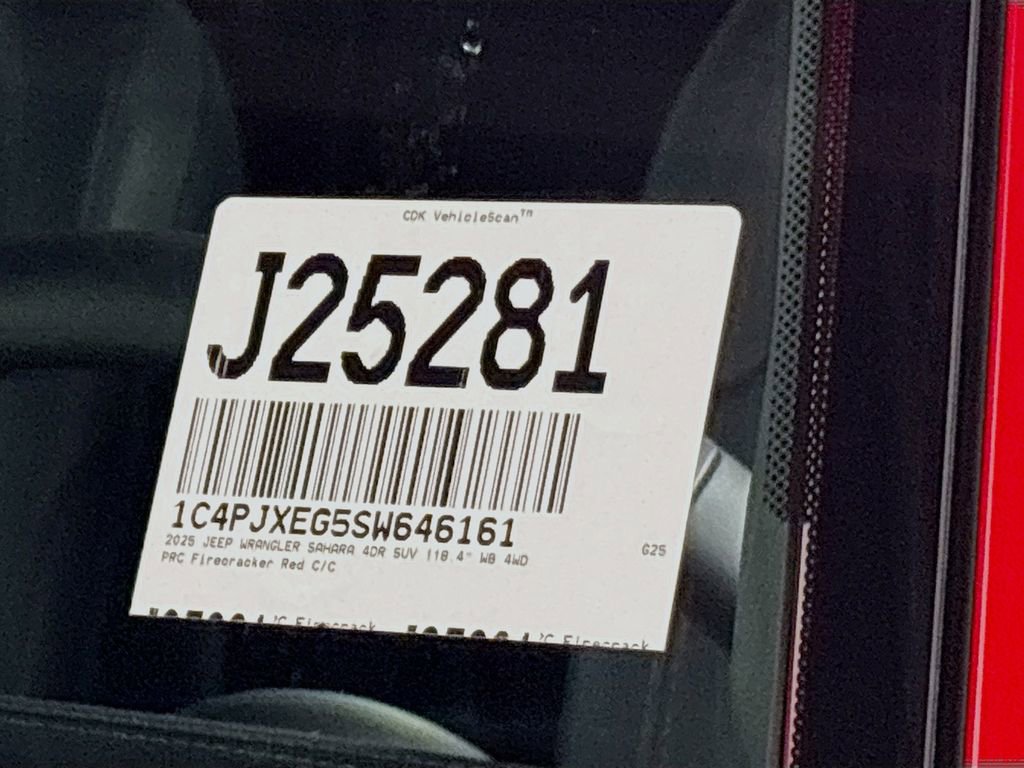 CDK VehicleScan™
J25281
1C4PJXEG5SW646161
2025 JEEP WRANGLER SAHARA 4DR SUV 118.4" WB 4WD
G25
PRC Firecracker Red C/C